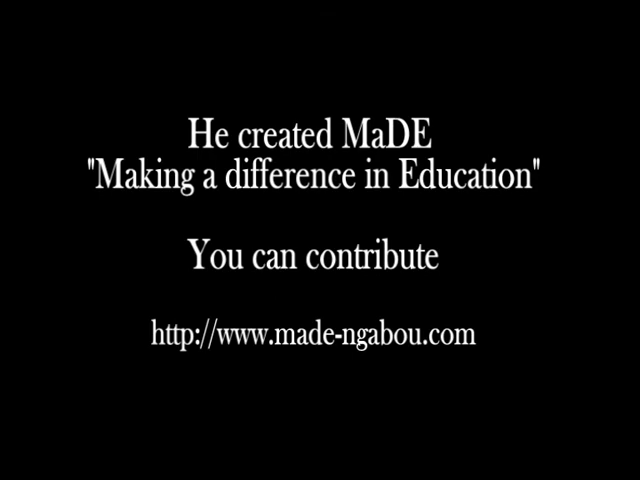 He created MaDE
"Making a difference in Education"
You can contribute
http://www.made-ngabou.com